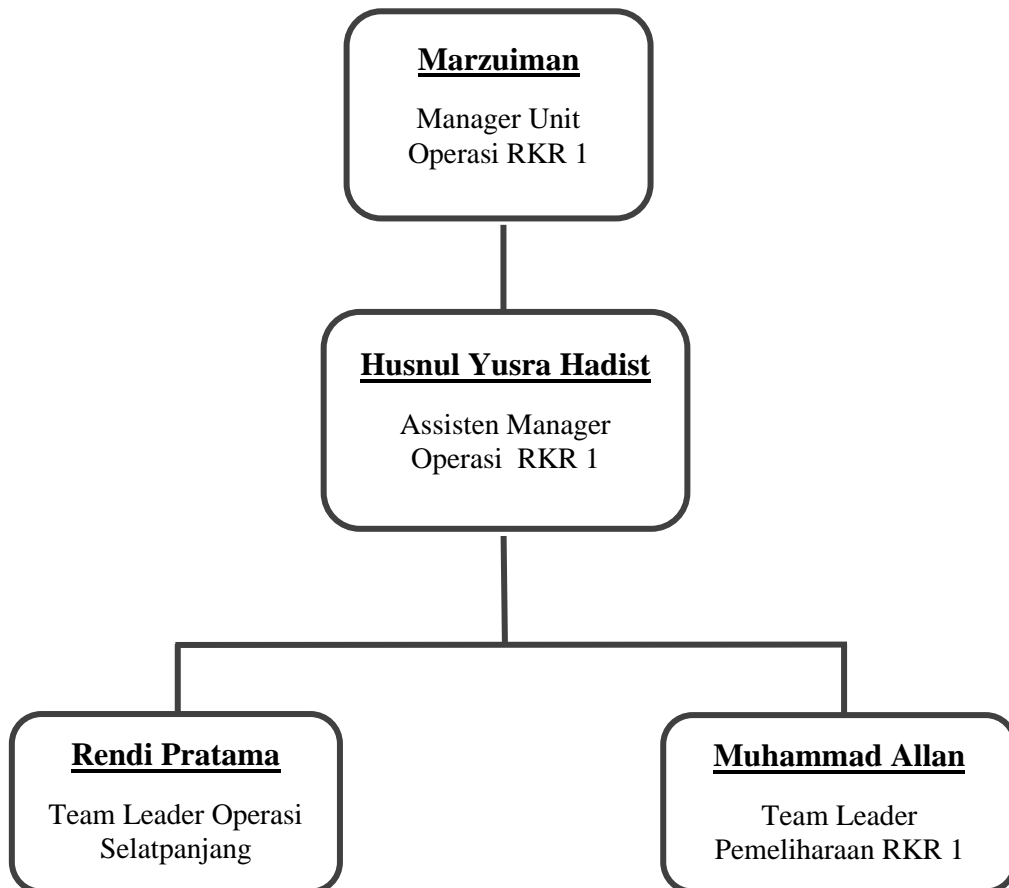 Marzuiman
Manager Unit
Operasi RKR 1
Husnul Yusra Hadist
Assisten Manager
Operasi RKR 1
Rendi Pratama
Team Leader Operasi
Selatpanjang
Muhammad Allan
Team Leader
Pemeliharaan RKR 1